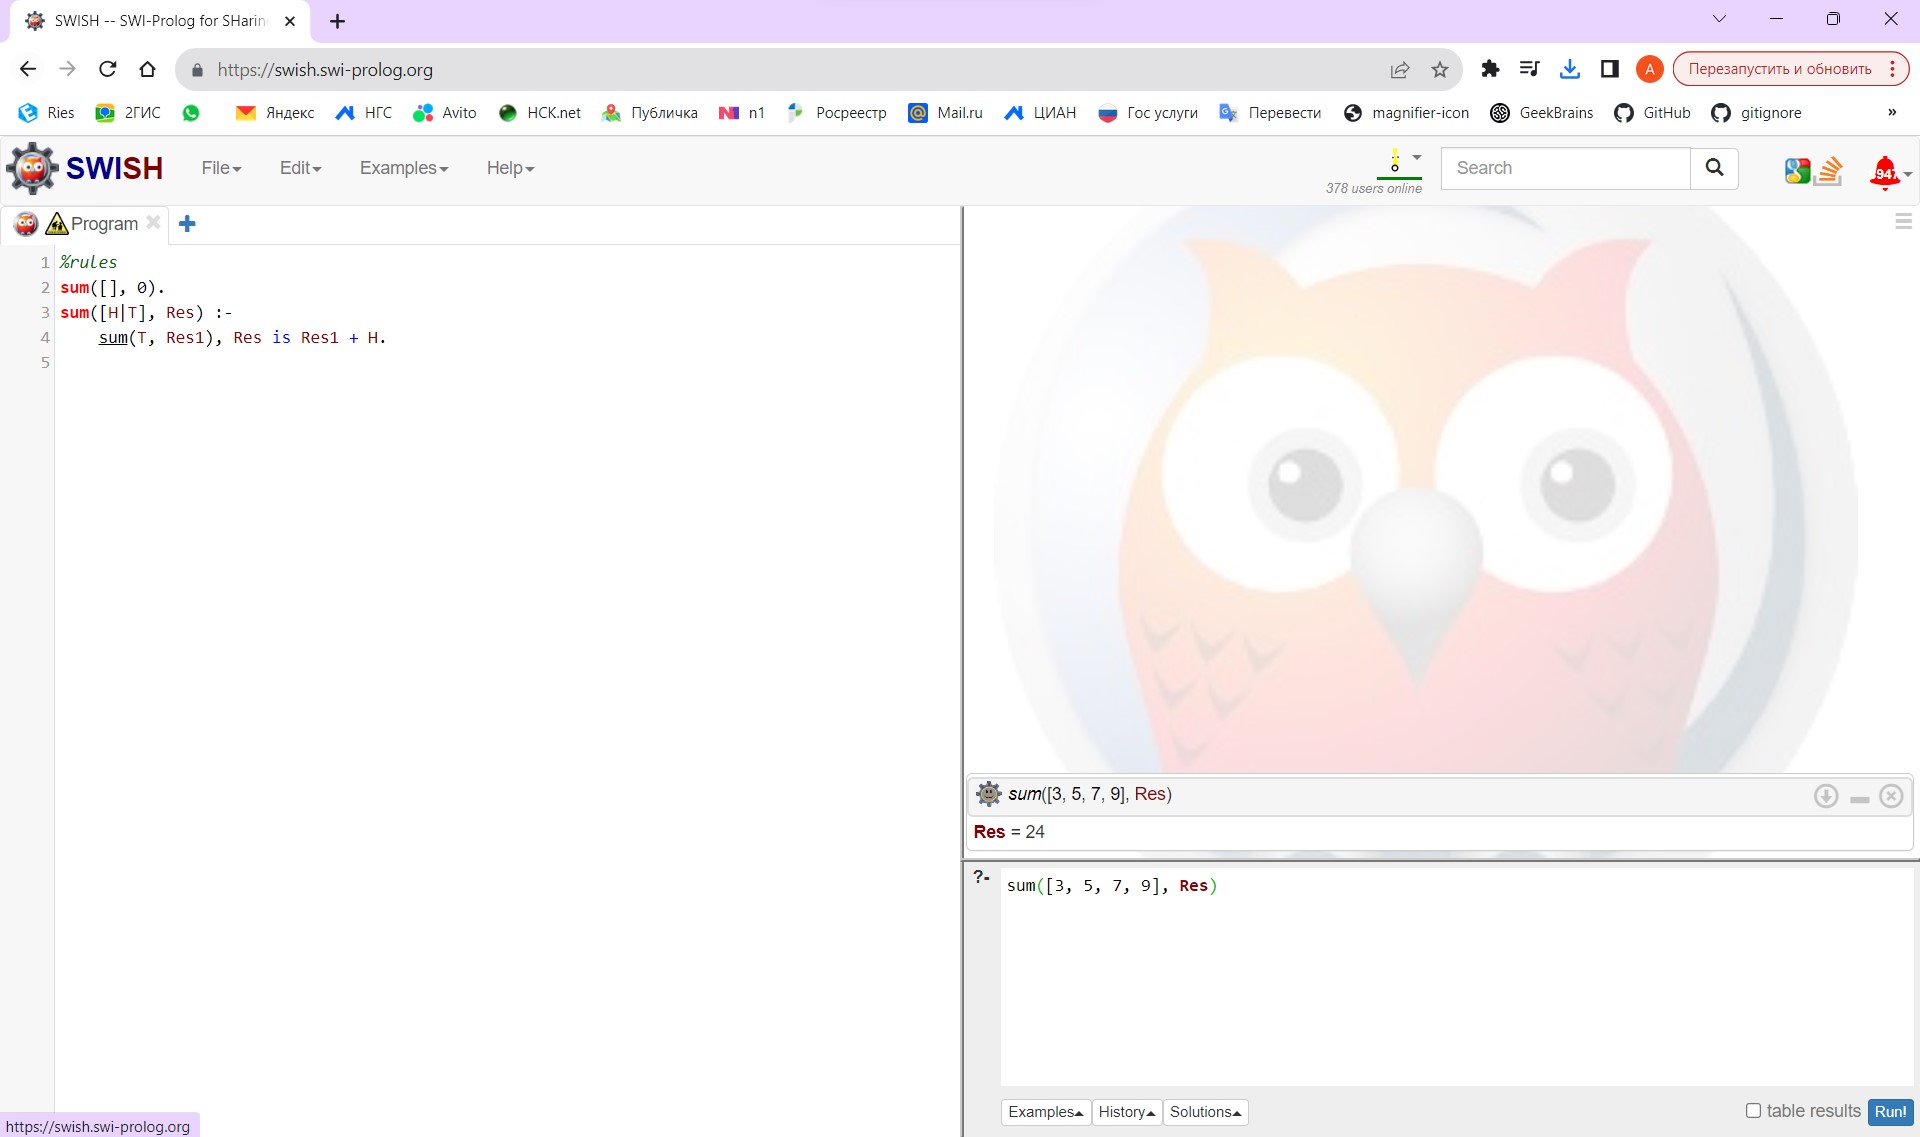 SWISH -- SWI-Prolog for SHarin
https://swish.swi-prolog.org
A
Перезапустить и обновить
Ries 2ГИС Яндекс НГС Avito НСК.net Публичка n1 Росреестр Mail.ru ЦИАН Гос услуги Перевести magnifier-icon GeekBrains GitHub gitignore »
SWISH File Edit Examples Help
378 users online
Search
947
Program
1 %rules
2 sum([], 0).
3 sum([H|T], Res) :-
4 sum(T, Res1), Res is Res1 + H.
5
sum([3, 5, 7, 9], Res)
Res = 24
?- sum([3, 5, 7, 9], Res)
Examples History Solutions
table results Run!
https://swish.swi-prolog.org